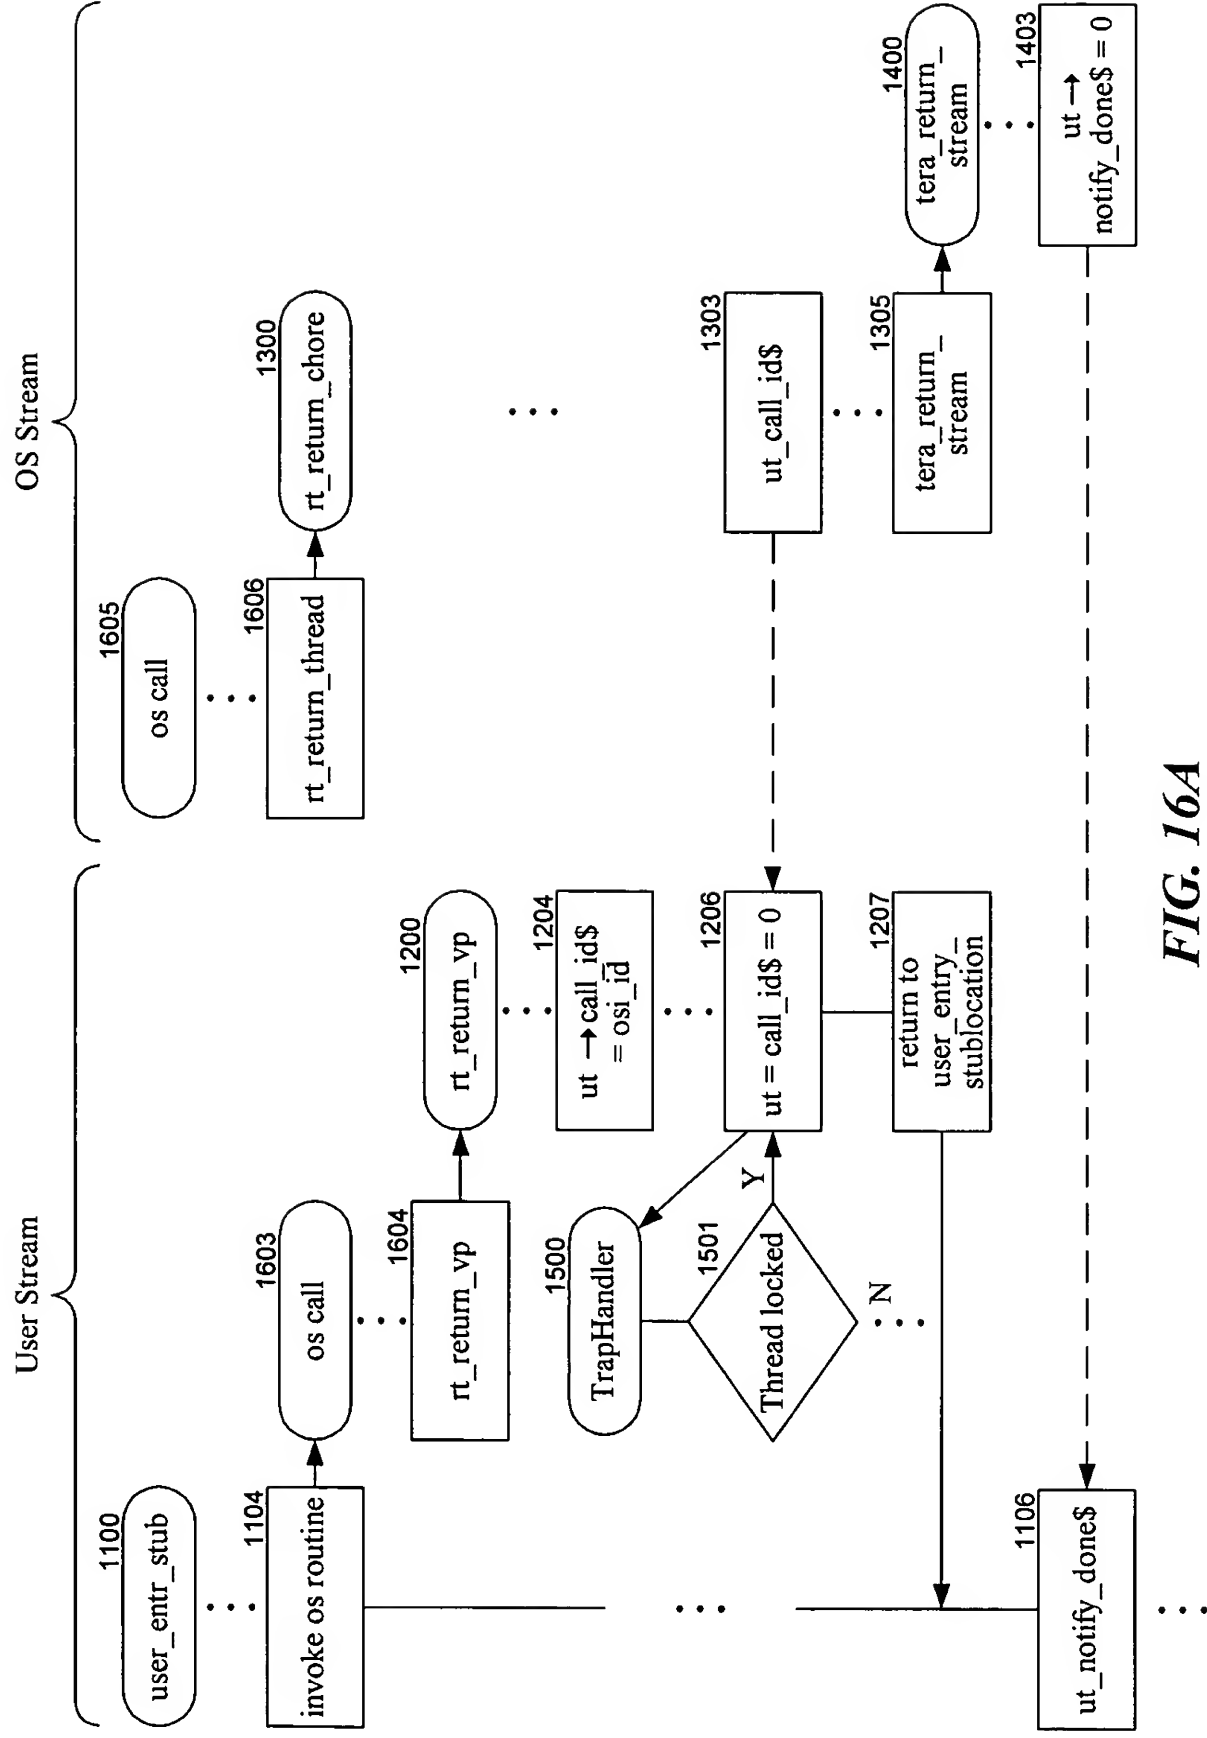 User Stream
OS Stream
1100
user_entr_stub
1104
invoke os routine
1603
os call
1604
rt_return_vp
1200
rt_return_vp
1204
ut →call_id$
= osi_id
1500
TrapHandler
1501
Thread locked
Y
N
1206
ut = call_id$ = 0
1207
return to
user_entry_
stublocation
1106
ut_notify_done$
1605
os call
1606
rt_return_thread
1300
rt_return_chore
1303
ut_call_id$
1305
tera_return_
stream
1400
tera_return_
stream
1403
ut →
notify_done$ = 0
FIG. 16A